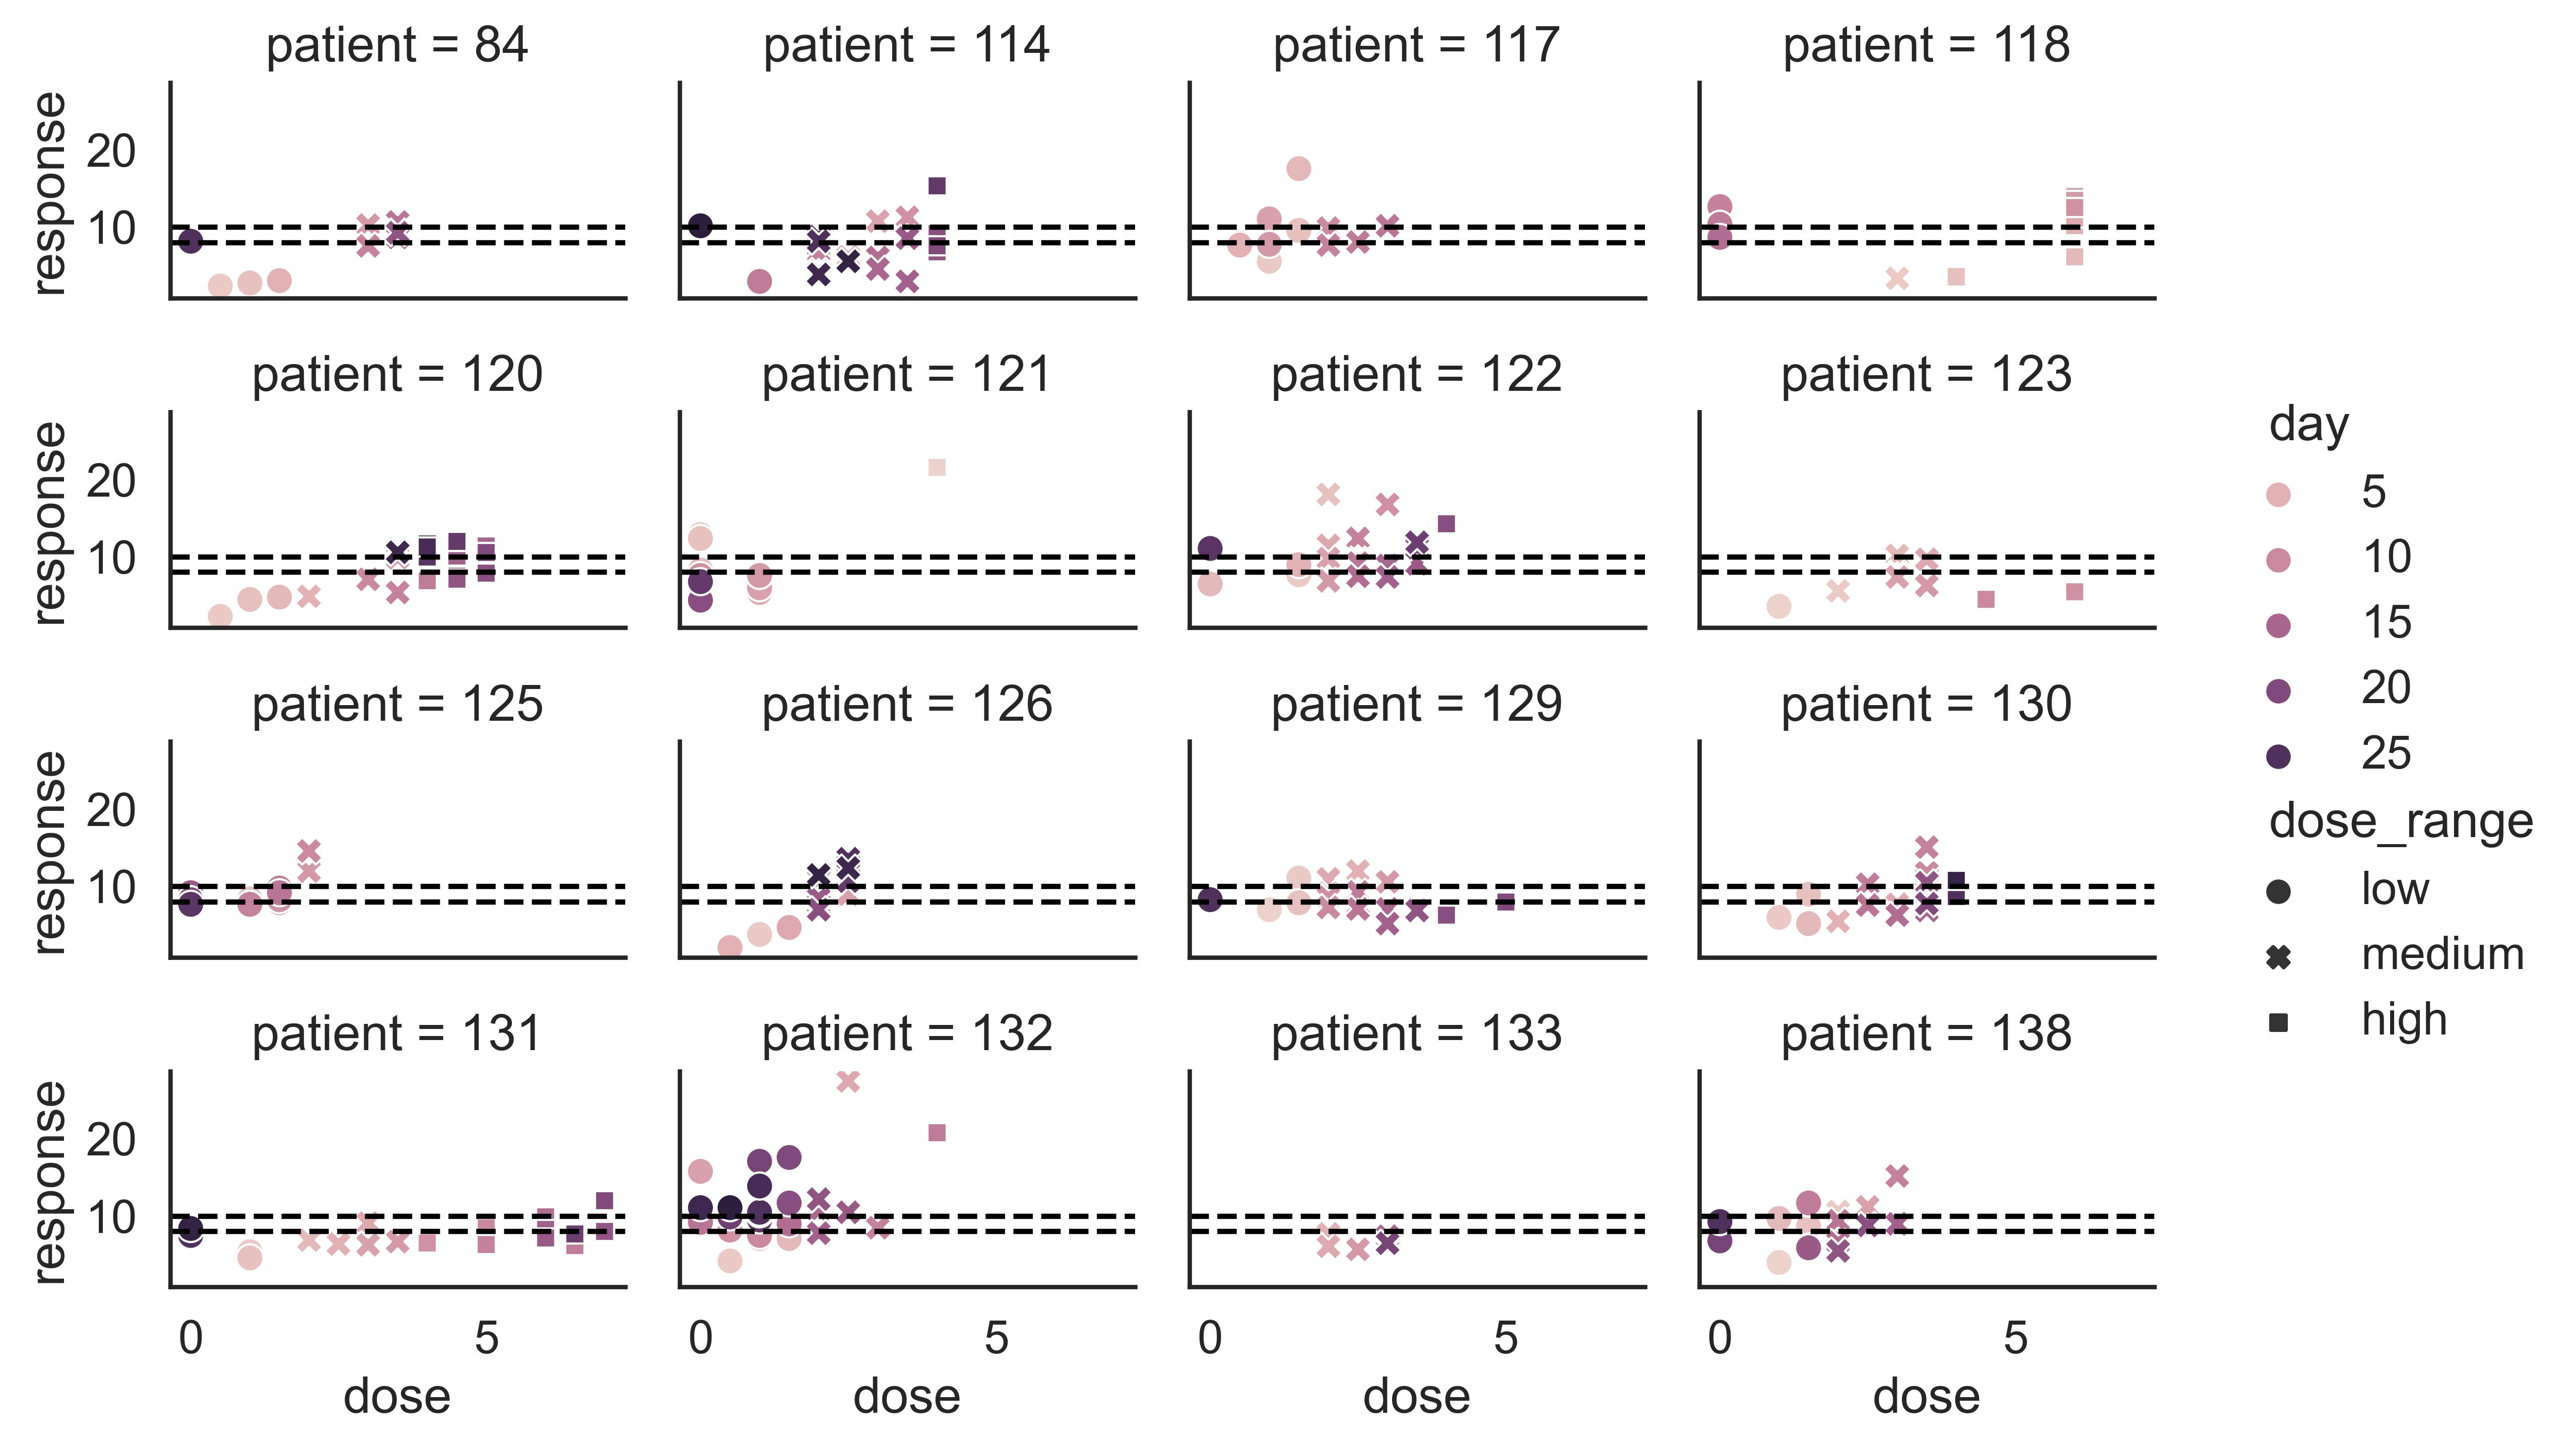 patient = 84
patient = 114
patient = 117
patient = 118
response
20
10
patient = 120
patient = 121
patient = 122
patient = 123
response
20
10
patient = 125
patient = 126
patient = 129
patient = 130
response
20
10
patient = 131
patient = 132
patient = 133
patient = 138
response
20
10
0 5
0 5
0 5
0 5
dose
dose
dose
dose
day
5
10
15
20
25
dose_range
low
medium
high